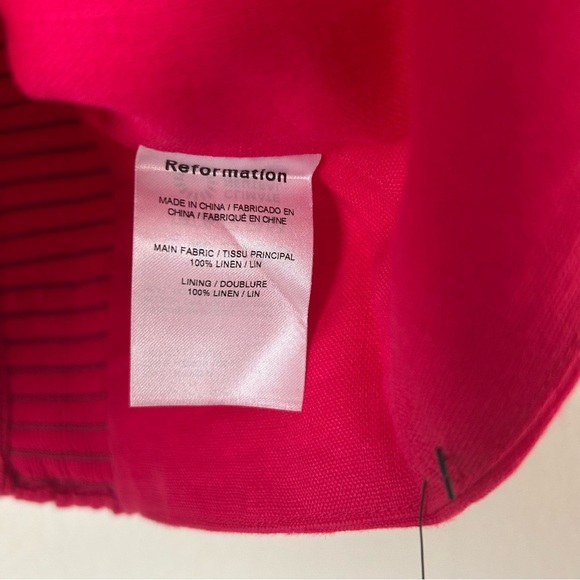 Reformation
MADE IN CHINA / FABRICADO EN
CHINA / FABRIQUÉ EN CHINE
MAIN FABRIC / TISSU PRINCIPAL
100% LINEN / LIN
LINING / DOUBLURE
100% LINEN / LIN